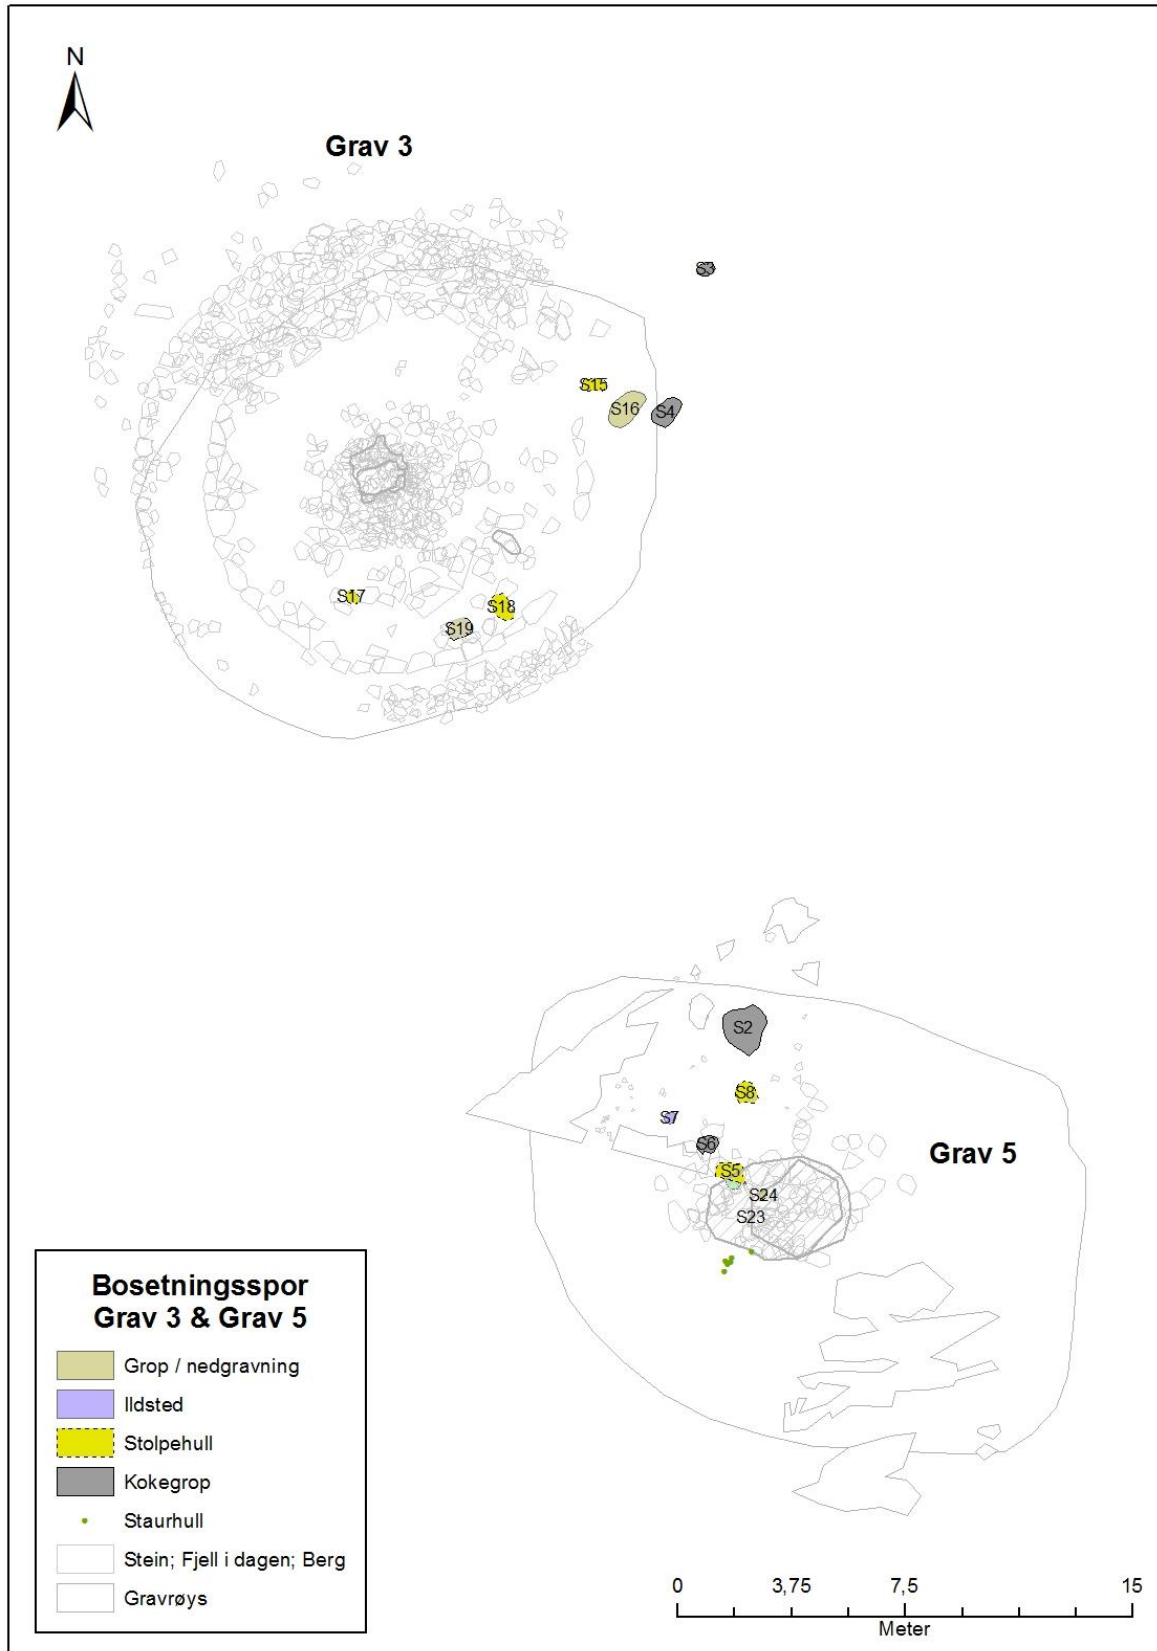 N
Grav 3
S3
S15
S16
S4
S17
S18
S19
S2
S8
S7
S6
Grav 5
S5
S24
S23
Bosetningsspor
Grav 3 & Grav 5
Grop / nedgravning
Ildsted
Stolpehull
Kokegrop
Staurhull
Stein; Fjell i dagen; Berg
Gravrøys
0 3,75 7,5 15
Meter